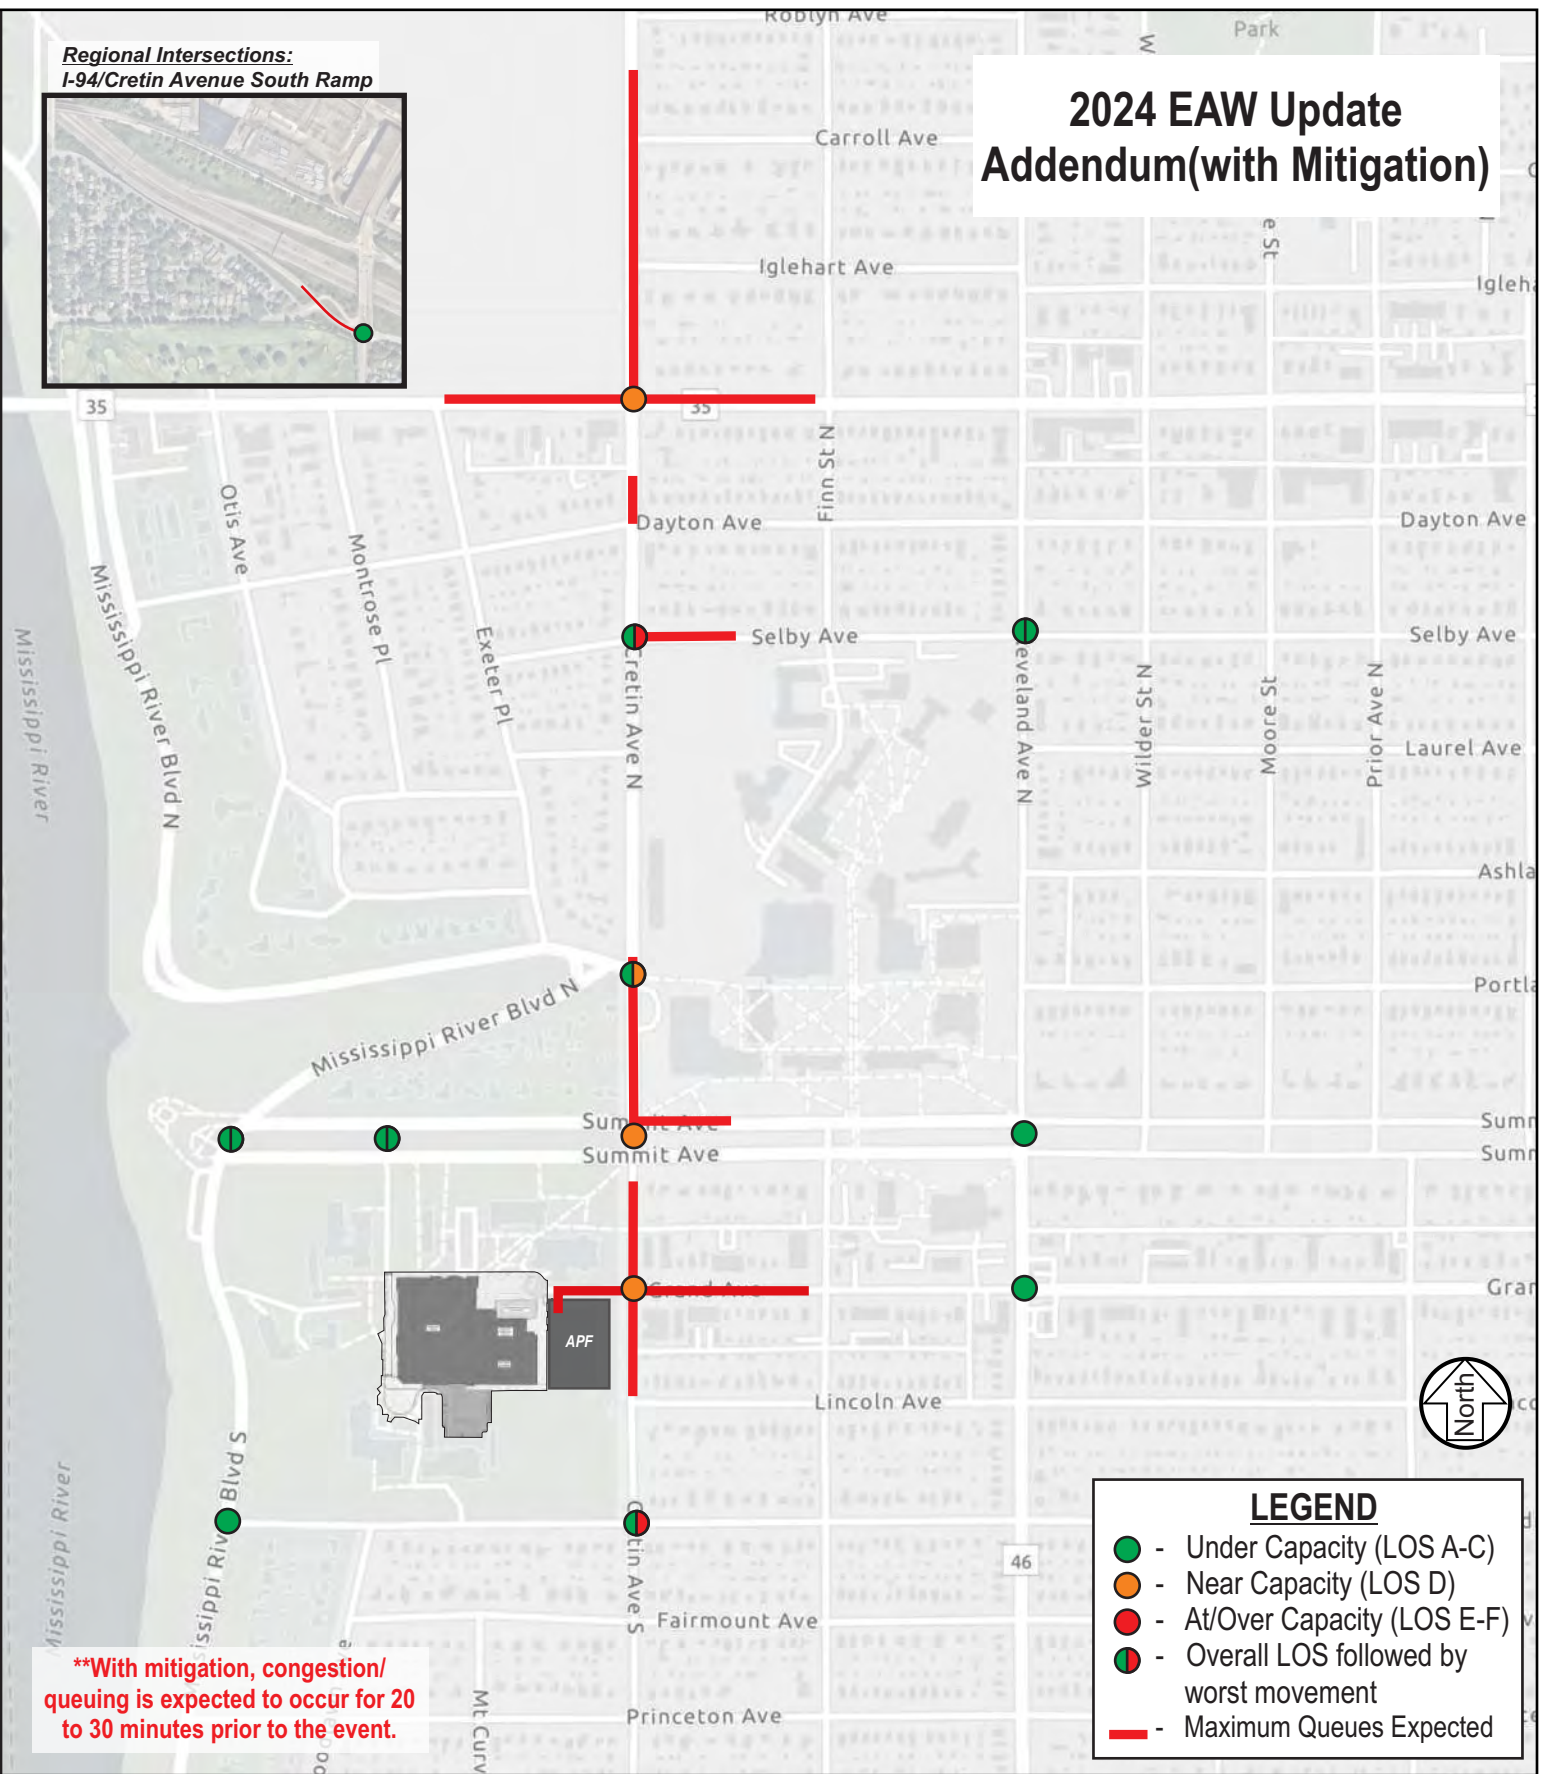 Roblyn Ave
Park
Regional Intersections:
I-94/Cretin Avenue South Ramp
2024 EAW Update
Addendum(with Mitigation)
Carroll Ave
Iglehart Ave
e St
Igleha
35
35
Finn St N
Otis Ave
Dayton Ave
Dayton Ave
Montrose Pl
Mississippi River Blvd N
Mississippi River
Exeter Pl
Selby Ave
Selby Ave
Cretin Ave N
eveland Ave N
Wilder St N
Moore St
Prior Ave N
Laurel Ave
Ashla
Mississippi River Blvd N
Portla
Summit Ave
Summ
Summit Ave
Summ
Grand Ave
Gran
APF
Lincoln Ave
North
Mississippi River Blvd S
Mississippi River
Cretin Ave S
46
Fairmount Ave
Princeton Ave
Mt Curv
**With mitigation, congestion/
queuing is expected to occur for 20
to 30 minutes prior to the event.
LEGEND
- Under Capacity (LOS A-C)
- Near Capacity (LOS D)
- At/Over Capacity (LOS E-F)
- Overall LOS followed by
worst movement
- Maximum Queues Expected